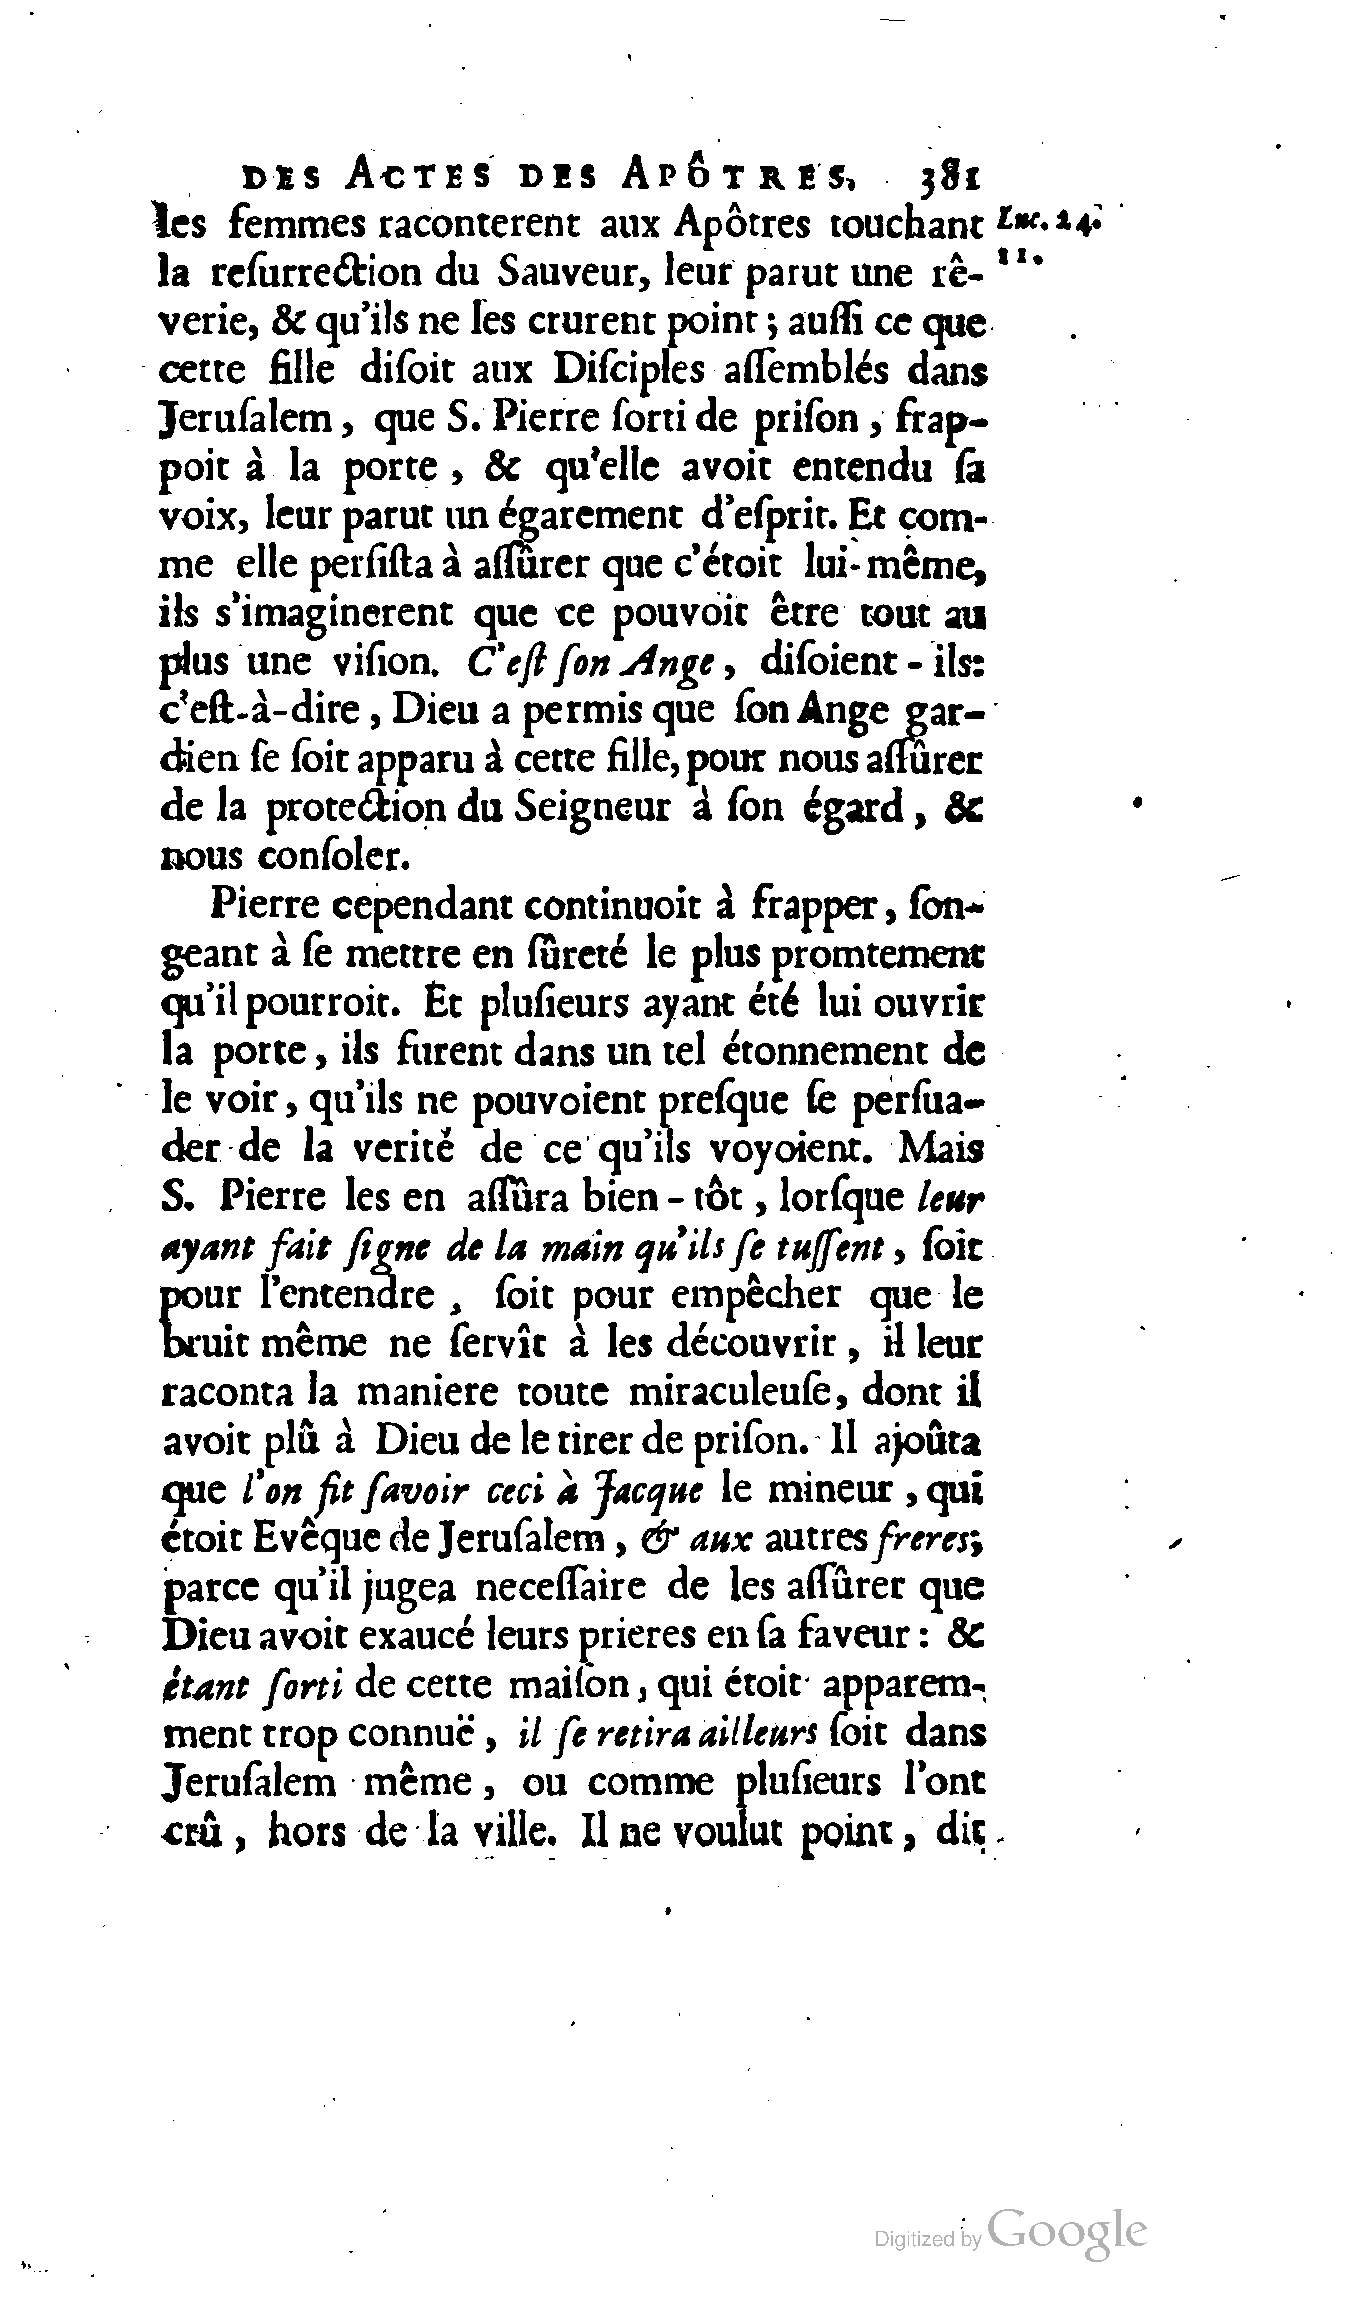 DES ACTES DES APÔTRES, 381
les femmes raconterent aux Apôtres touchant Luc. 24.
la reſurrection du Sauveur, leur parut une rê- 11.
verie, & qu'ils ne les crurent point ; auſſi ce que
cette fille diſoit aux Diſciples aſſemblés dans
Jeruſalem, que S. Pierre ſorti de priſon, frap-
poit à la porte, & qu'elle avoit entendu ſa
voix, leur parut un égarement d'eſprit. Et com-
me elle perſiſta à aſſûrer que c'étoit lui-même,
ils s'imaginerent que ce pouvoit être tout au
plus une viſion. C'eſt ſon Ange, diſoient-ils:
c'eſt-à-dire, Dieu a permis que ſon Ange gar-
dien ſe ſoit apparu à cette fille, pour nous aſſûrer
de la protection du Seigneur à ſon égard, &
nous conſoler.
Pierre cependant continuoit à frapper, ſon-
geant à ſe mettre en ſûreté le plus promtement
qu'il pourroit. Et pluſieurs ayant été lui ouvrir
la porte, ils furent dans un tel étonnement de
le voir, qu'ils ne pouvoient preſque ſe perſua-
der de la verité de ce qu'ils voyoient. Mais
S. Pierre les en aſſûra bien-tôt, lorſque leur
ayant fait ſigne de la main qu'ils ſe tuſſent, ſoit
pour l'entendre, ſoit pour empêcher que le
bruit même ne ſervît à les découvrir, il leur
raconta la maniere toute miraculeuſe, dont il
avoit plû à Dieu de le tirer de priſon. Il ajoûta
que l'on fit ſavoir ceci à Jacque le mineur, qui
étoit Evêque de Jeruſalem, & aux autres freres;
parce qu'il jugea neceſſaire de les aſſûrer que
Dieu avoit exaucé leurs prieres en ſa faveur : &
étant ſorti de cette maiſon, qui étoit apparem-
ment trop connuë, il ſe retira ailleurs ſoit dans
Jeruſalem même, ou comme pluſieurs l'ont
crû, hors de la ville. Il ne voulut point, dit
Digitized by Google